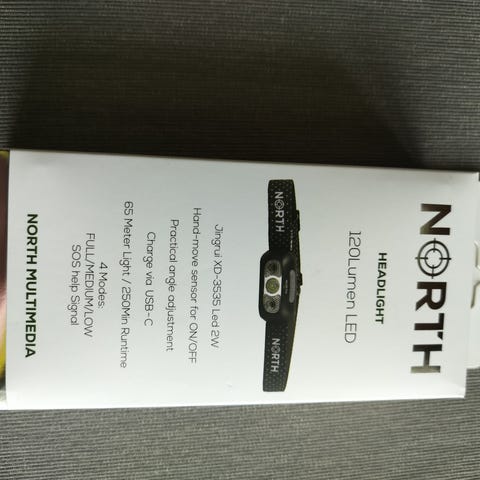 NORTH
HEADLIGHT
120Lumen LED
NORTH
NORTH
Jingrui XD-3535 Led 2W
Hand-move sensor for ON/OFF
Practical angle adjustment
Charge via USB-C
65 Meter Light / 250Min Runtime
4 Modes:
FULL/MEDIUM/LOW
SOS help Signal
NORTH MULTIMEDIA